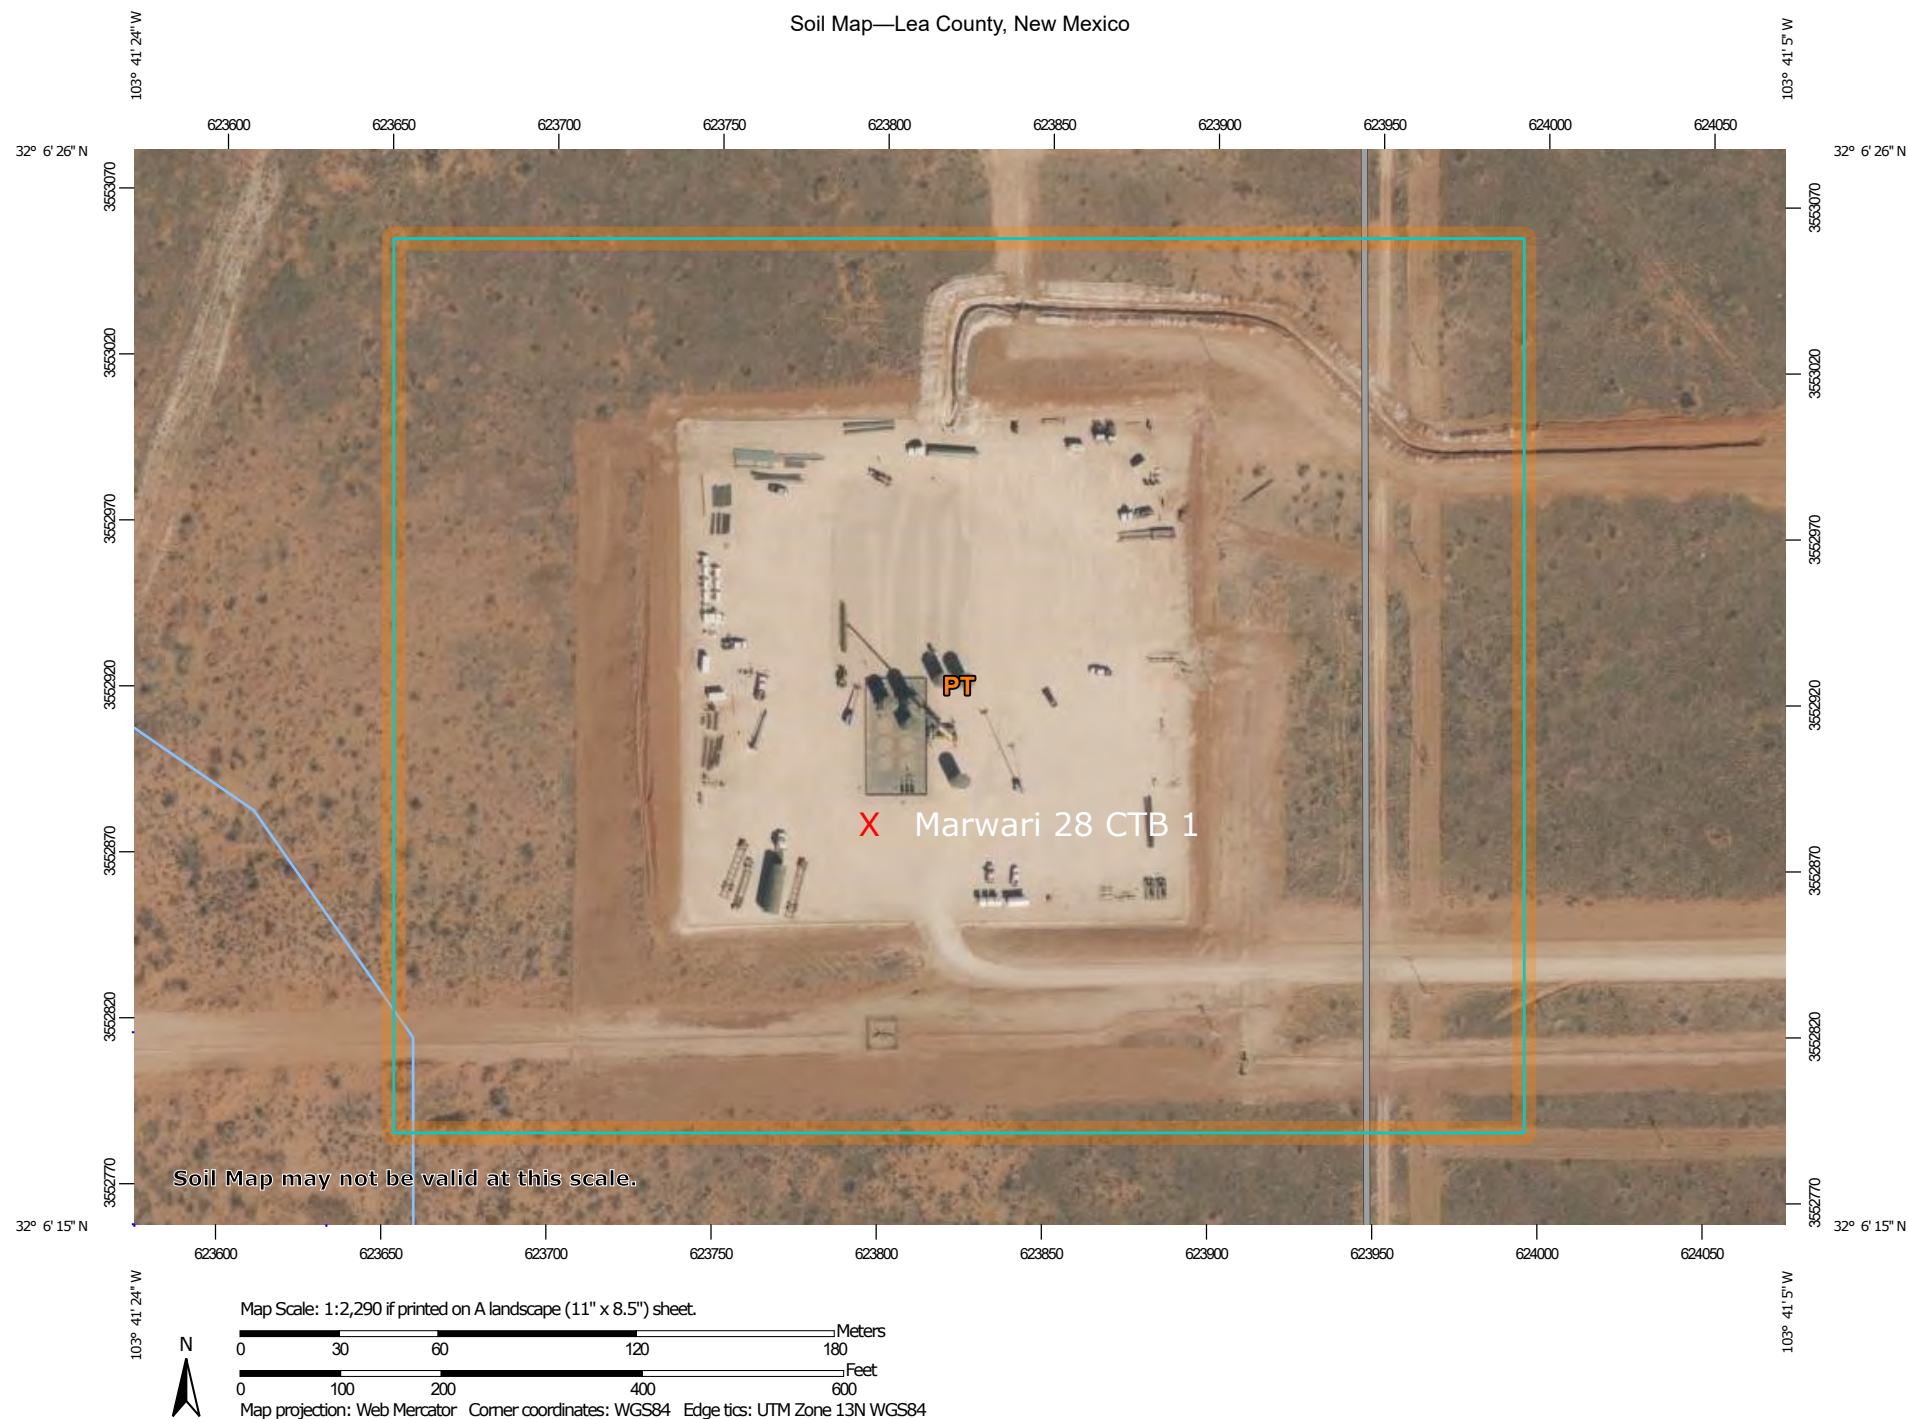 Soil Map—Lea County, New Mexico
103° 41' 24'' W
103° 41' 5'' W
623600 623650 623700 623750 623800 623850 623900 623950 624000 624050
32° 6' 26'' N
32° 6' 26'' N
3553070
3553070
3553020
3553020
3552970
3552970
3552920
3552920
PT
X Marwari 28 CTB 1
3552870
3552870
3552820
3552820
Soil Map may not be valid at this scale.
3552770
3552770
32° 6' 15'' N
32° 6' 15'' N
623600 623650 623700 623750 623800 623850 623900 623950 624000 624050
103° 41' 24'' W
103° 41' 5'' W
Map Scale: 1:2,290 if printed on A landscape (11" x 8.5") sheet.
N
Meters
0 30 60 120 180
Feet
0 100 200 400 600
Map projection: Web Mercator Corner coordinates: WGS84 Edge tics: UTM Zone 13N WGS84